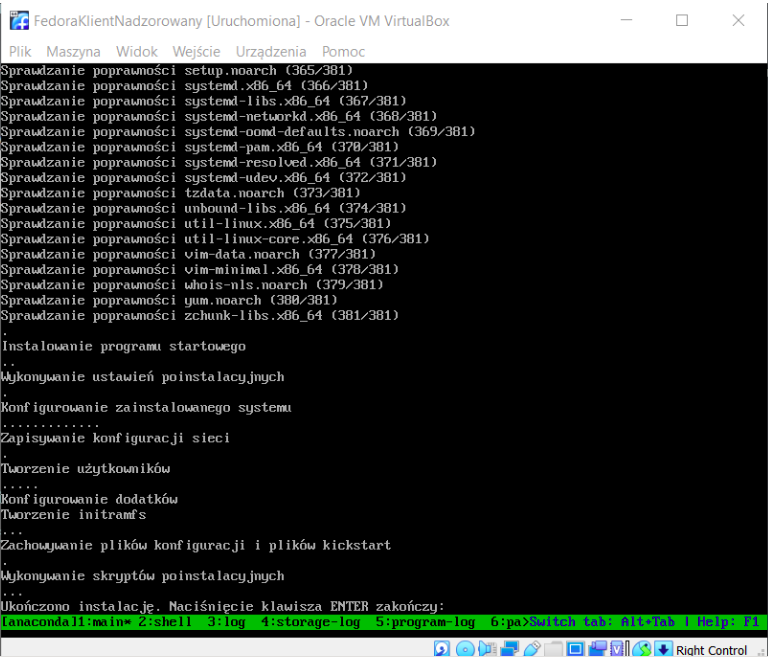 FedoraKlientNadzorowany [Uruchomiona] - Oracle VM VirtualBox
Plik Maszyna Widok Wejście Urządzenia Pomoc
Sprawdzanie poprawności setup.noarch (365/381)
Sprawdzanie poprawności systemd.x86_64 (366/381)
Sprawdzanie poprawności systemd-libs.x86_64 (367/381)
Sprawdzanie poprawności systemd-networkd.x86_64 (368/381)
Sprawdzanie poprawności systemd-oomd-defaults.noarch (369/381)
Sprawdzanie poprawności systemd-pam.x86_64 (370/381)
Sprawdzanie poprawności systemd-resolved.x86_64 (371/381)
Sprawdzanie poprawności systemd-udev.x86_64 (372/381)
Sprawdzanie poprawności tzdata.noarch (373/381)
Sprawdzanie poprawności unbound-libs.x86_64 (374/381)
Sprawdzanie poprawności util-linux.x86_64 (375/381)
Sprawdzanie poprawności util-linux-core.x86_64 (376/381)
Sprawdzanie poprawności vim-data.noarch (377/381)
Sprawdzanie poprawności vim-minimal.x86_64 (378/381)
Sprawdzanie poprawności whois-nls.noarch (379/381)
Sprawdzanie poprawności yum.noarch (380/381)
Sprawdzanie poprawności zchunk-libs.x86_64 (381/381)
.
Instalowanie programu startowego
..
Wykonywanie ustawień poinstalacyjnych
.
Konfigurowanie zainstalowanego systemu
.............
Zapisywanie konfiguracji sieci
.
Tworzenie użytkowników
.....
Konfigurowanie dodatków
Tworzenie initramfs
...
Zachowywanie plików konfiguracji i plików kickstart
.
Wykonywanie skryptów poinstalacyjnych
...
Ukończono instalację. Naciśnięcie klawisza ENTER zakończy:
[anaconda]1:main* 2:shell 3:log 4:storage-log 5:program-log 6:pa>Switch tab: Alt+Tab | Help: F1
Right Control